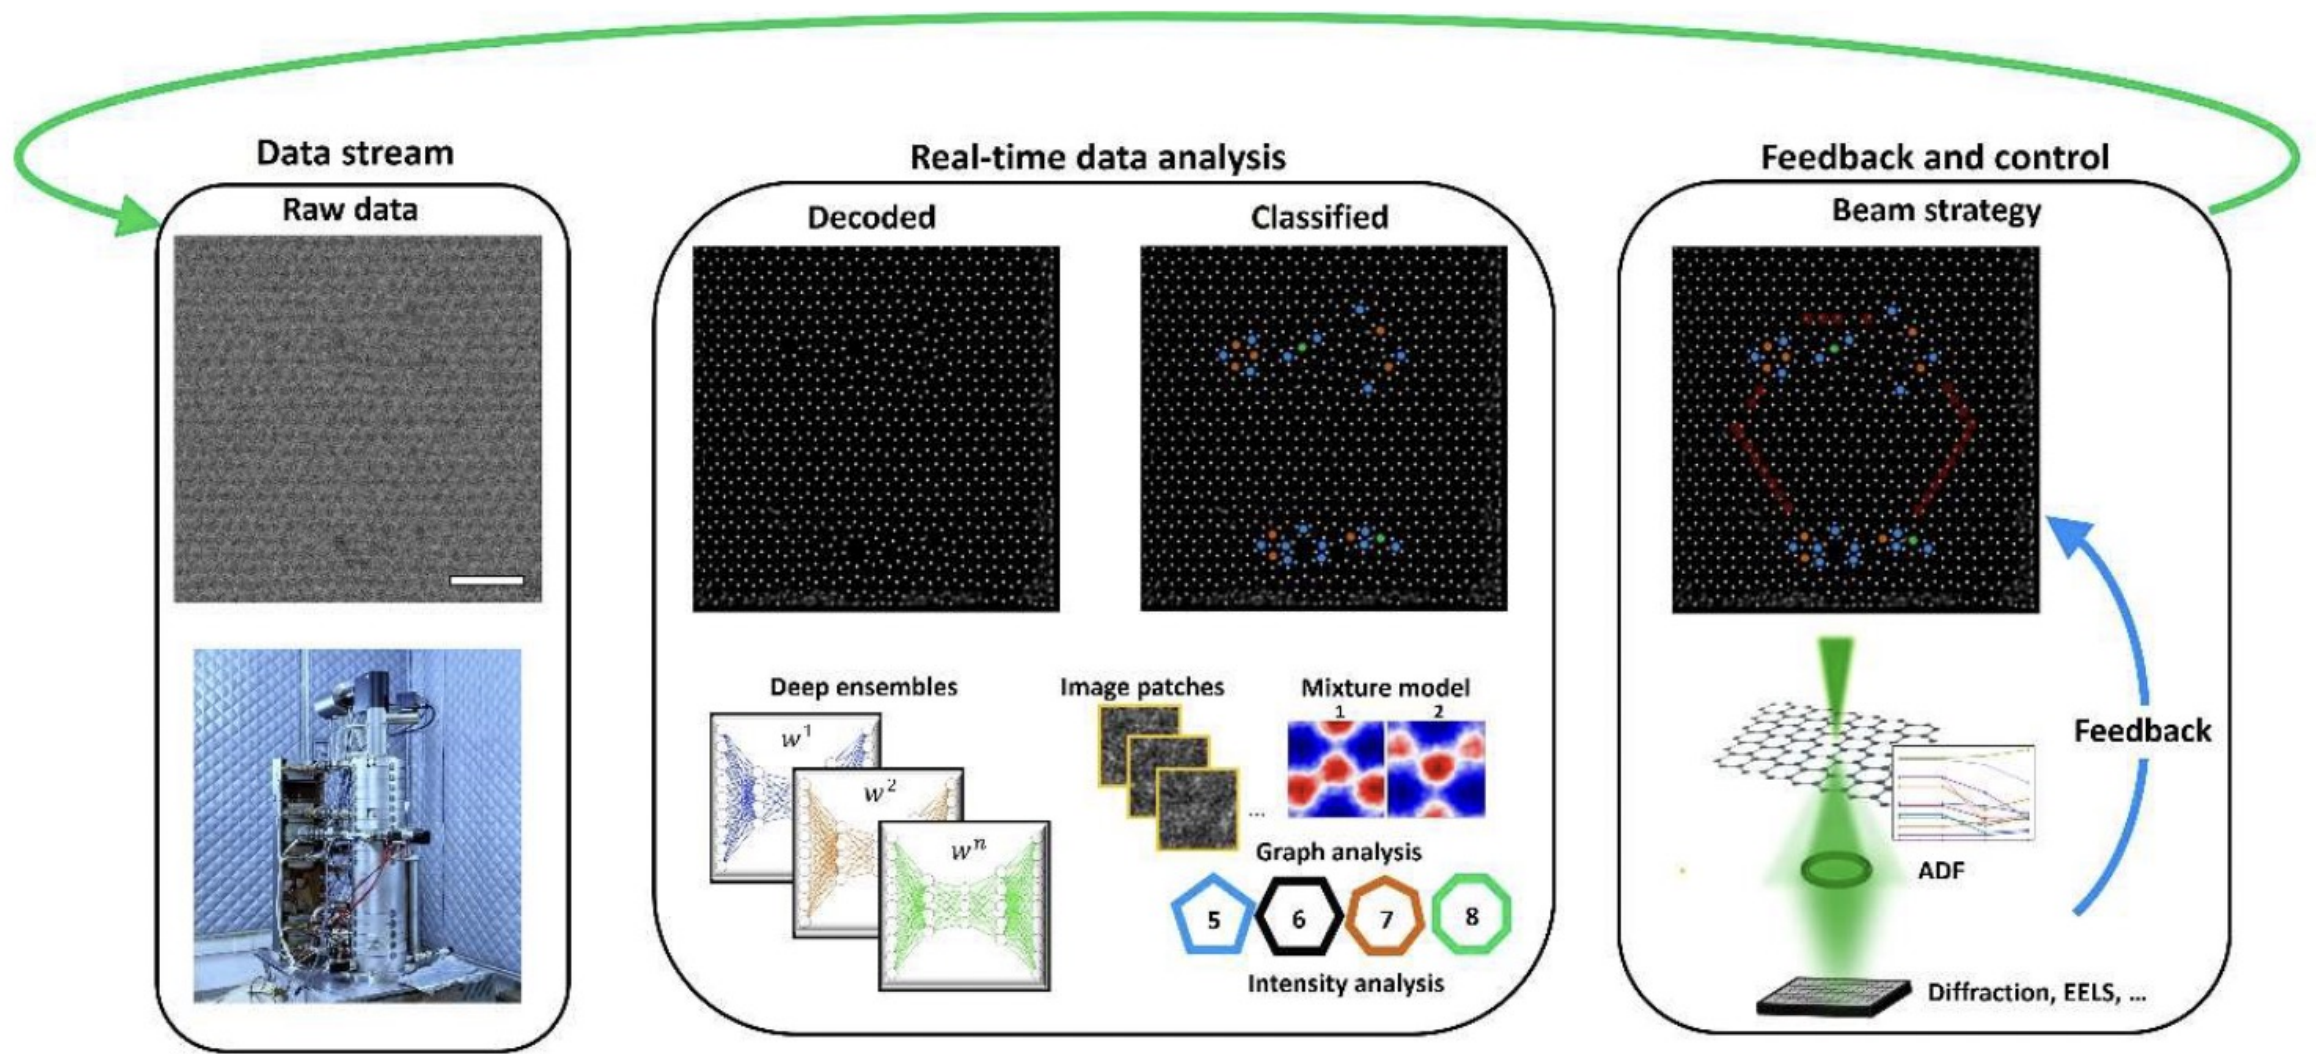 Data stream
Raw data
Real-time data analysis
Decoded
Classified
Deep ensembles
w¹
w²
wⁿ
Image patches
...
Mixture model
1 2
Graph analysis
5 6 7 8
Intensity analysis
Feedback and control
Beam strategy
Feedback
ADF
Diffraction, EELS, ...